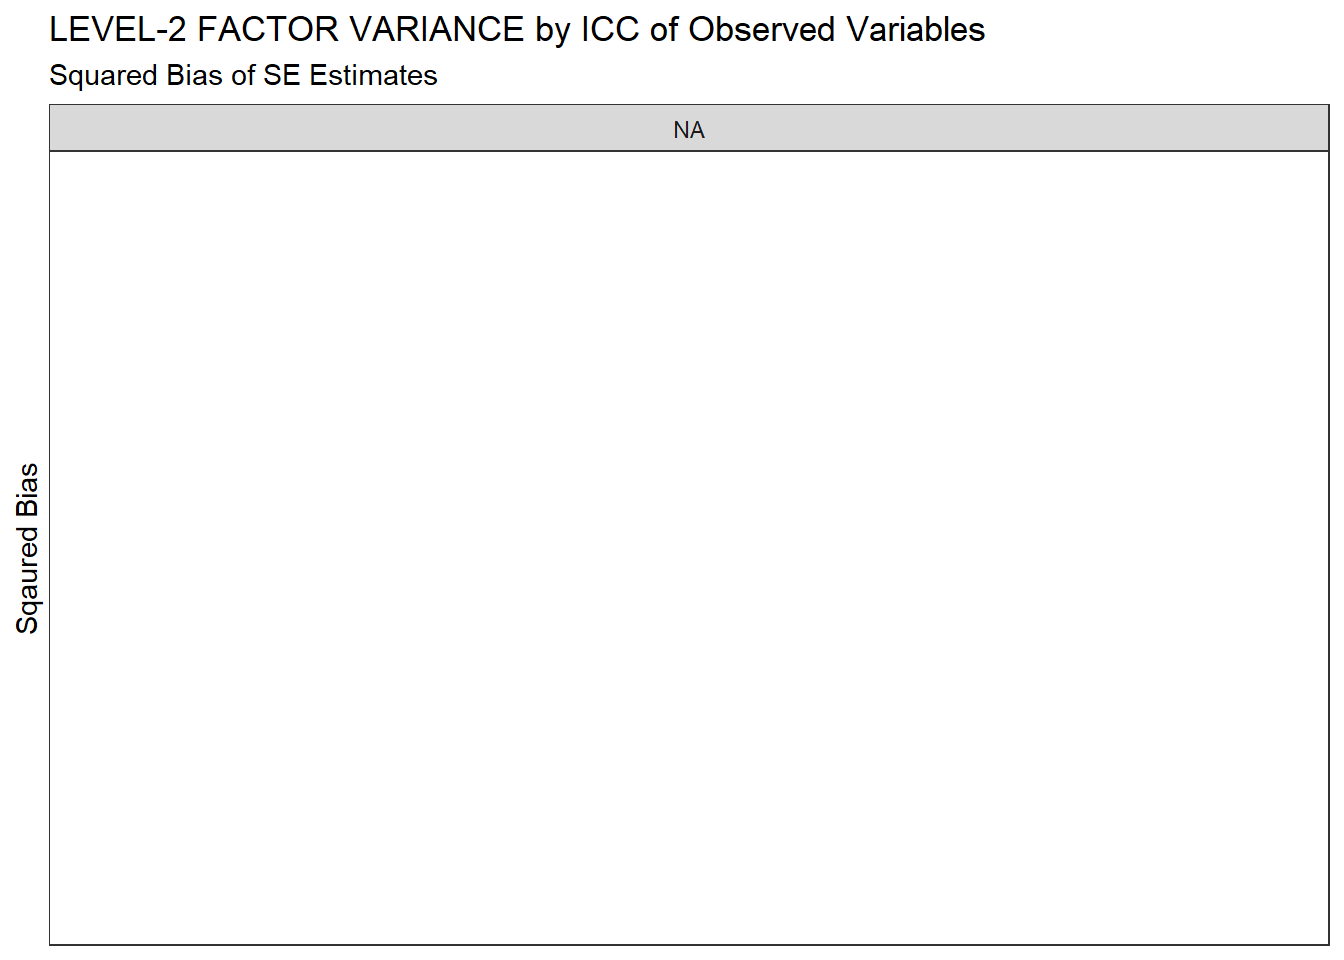 LEVEL-2 FACTOR VARIANCE by ICC of Observed Variables
Squared Bias of SE Estimates
NA
Sqaured Bias